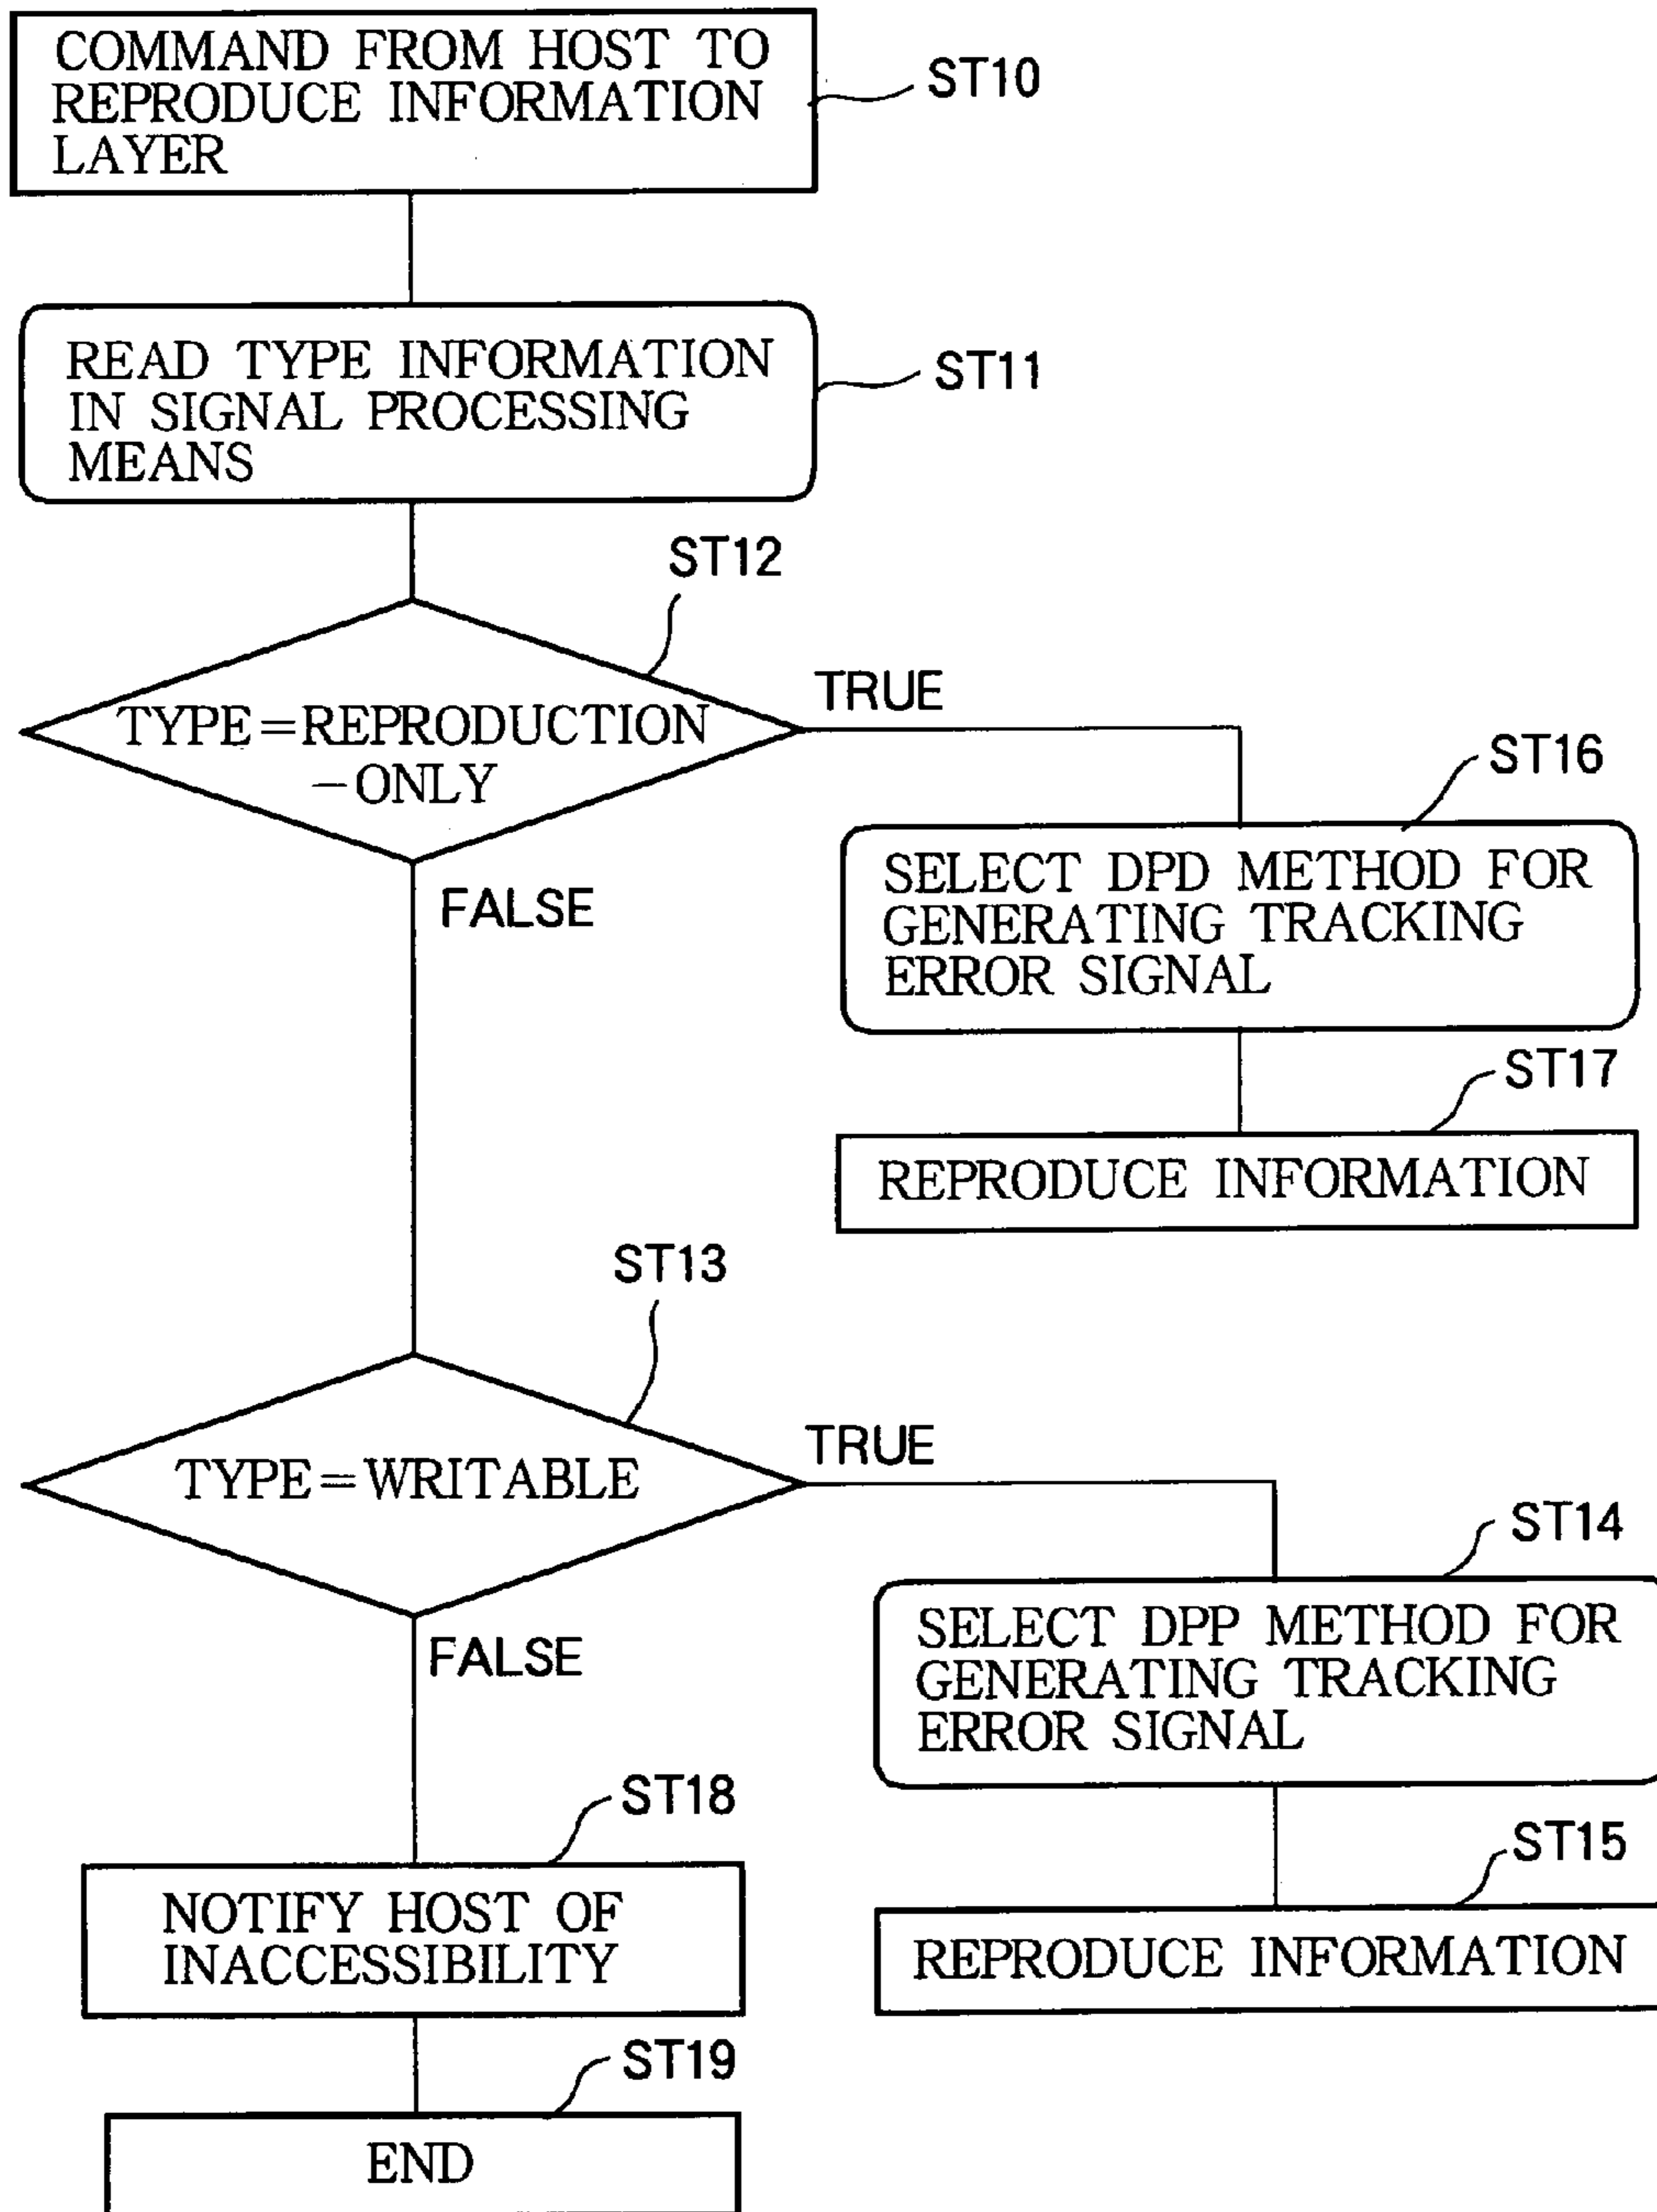 COMMAND FROM HOST TO
REPRODUCE INFORMATION
LAYER
ST10
READ TYPE INFORMATION
IN SIGNAL PROCESSING
MEANS
ST11
ST12
TYPE=REPRODUCTION
-ONLY
TRUE
FALSE
ST16
SELECT DPD METHOD FOR
GENERATING TRACKING
ERROR SIGNAL
ST17
REPRODUCE INFORMATION
ST13
TYPE=WRITABLE
TRUE
FALSE
ST14
SELECT DPP METHOD FOR
GENERATING TRACKING
ERROR SIGNAL
ST15
REPRODUCE INFORMATION
ST18
NOTIFY HOST OF
INACCESSIBILITY
ST19
END